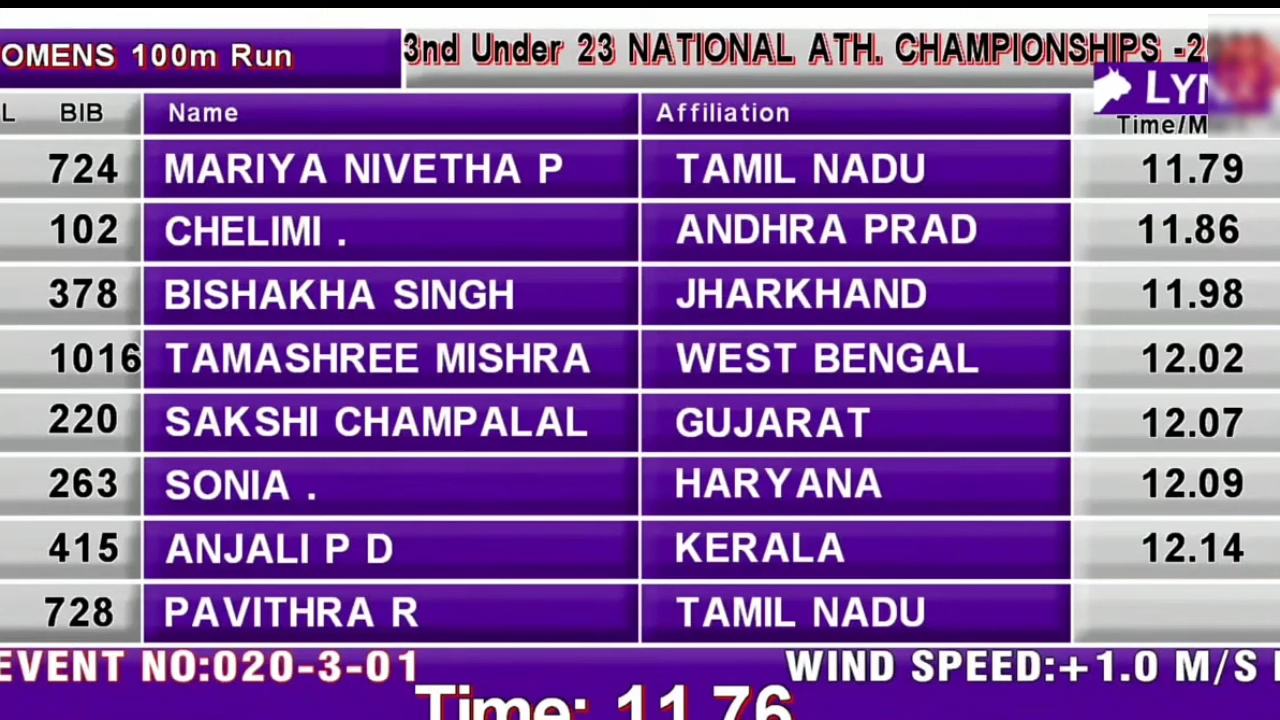 OMENS 100m Run
3nd Under 23 NATIONAL ATH. CHAMPIONSHIPS -2
LY
L BIB Name Affiliation Time/M
724 MARIYA NIVETHA P TAMIL NADU 11.79
102 CHELIMI . ANDHRA PRAD 11.86
378 BISHAKHA SINGH JHARKHAND 11.98
1016 TAMASHREE MISHRA WEST BENGAL 12.02
220 SAKSHI CHAMPALAL GUJARAT 12.07
263 SONIA . HARYANA 12.09
415 ANJALI P D KERALA 12.14
728 PAVITHRA R TAMIL NADU
EVENT NO:020-3-01 WIND SPEED:+1.0 M/S
Time: 11.76